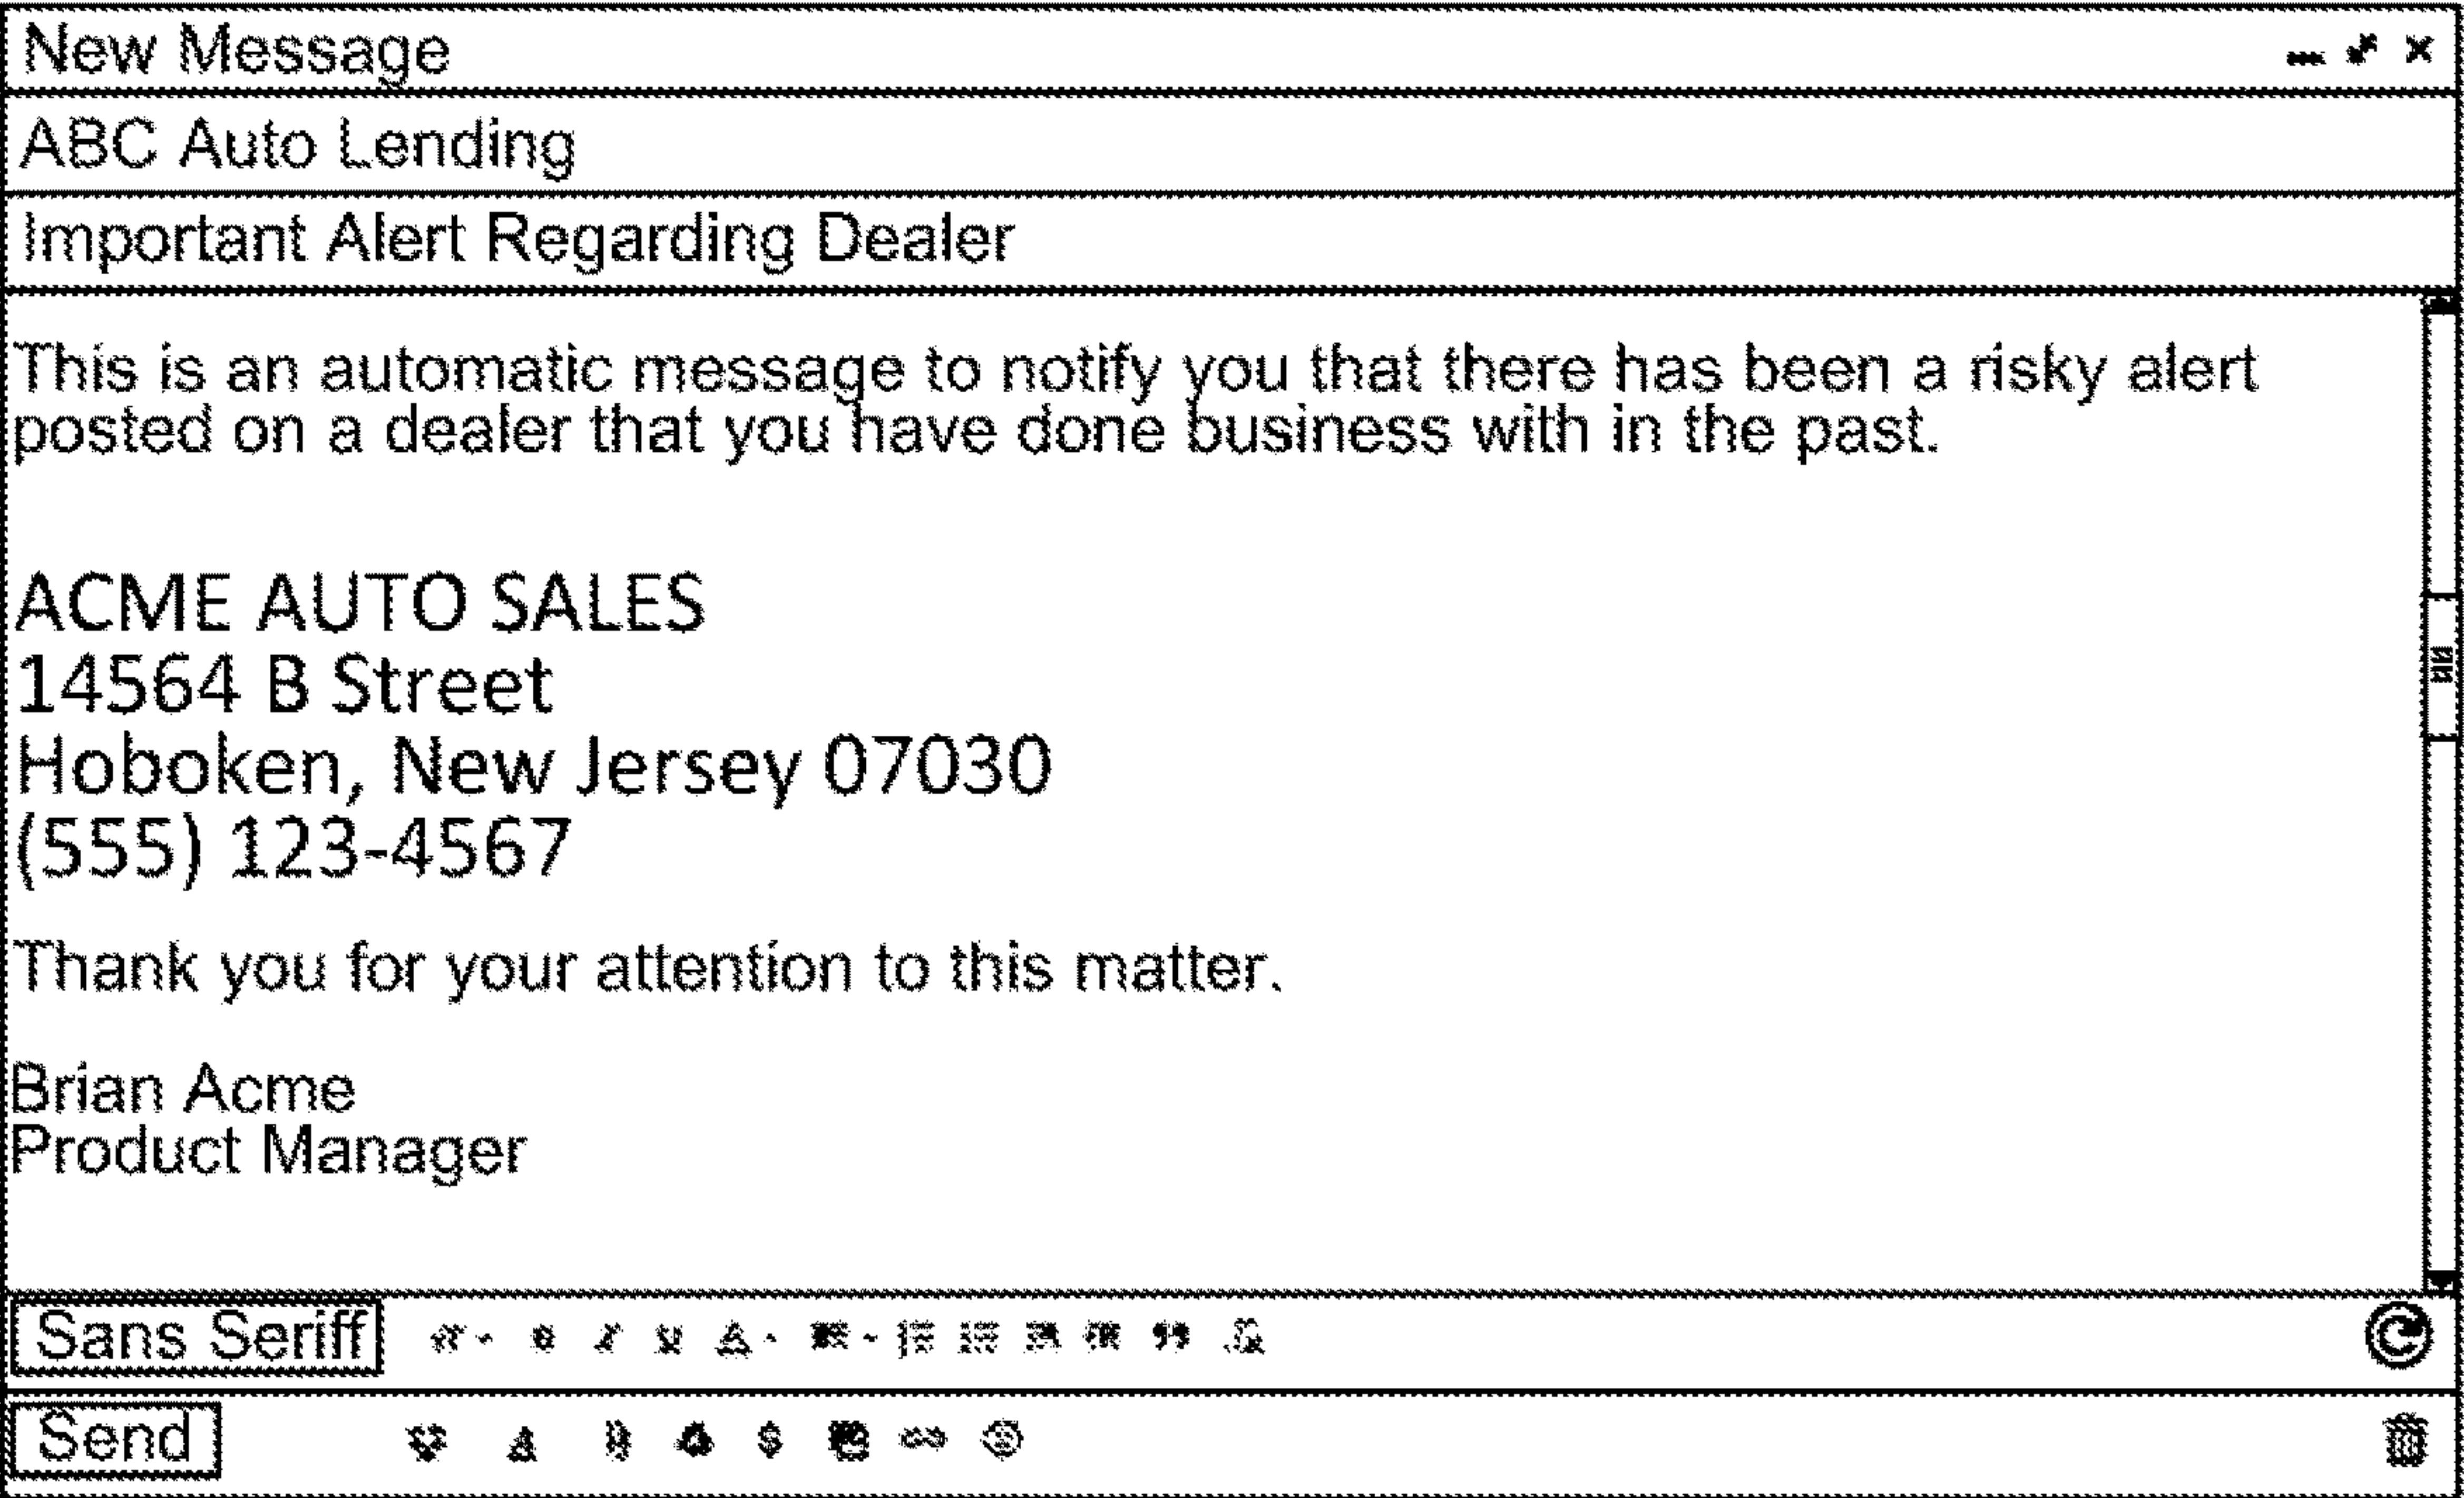 New Message
ABC Auto Lending
Important Alert Regarding Dealer
This is an automatic message to notify you that there has been a risky alert
posted on a dealer that you have done business with in the past.
ACME AUTO SALES
14564 B Street
Hoboken, New Jersey 07030
(555) 123-4567
Thank you for your attention to this matter.
Brian Acme
Product Manager
Sans Seriff
Send